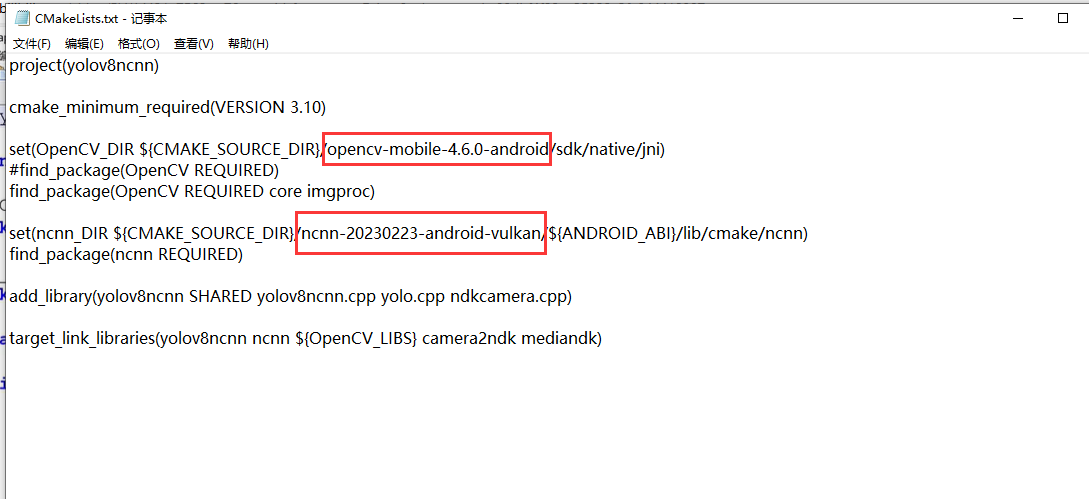 CMakeLists.txt - 记事本
文件(F) 编辑(E) 格式(O) 查看(V) 帮助(H)
project(yolov8ncnn)
cmake_minimum_required(VERSION 3.10)
set(OpenCV_DIR ${CMAKE_SOURCE_DIR}/opencv-mobile-4.6.0-android/sdk/native/jni)
#find_package(OpenCV REQUIRED)
find_package(OpenCV REQUIRED core imgproc)
set(ncnn_DIR ${CMAKE_SOURCE_DIR}/ncnn-20230223-android-vulkan/${ANDROID_ABI}/lib/cmake/ncnn)
find_package(ncnn REQUIRED)
add_library(yolov8ncnn SHARED yolov8ncnn.cpp yolo.cpp ndkcamera.cpp)
target_link_libraries(yolov8ncnn ncnn ${OpenCV_LIBS} camera2ndk mediandk)